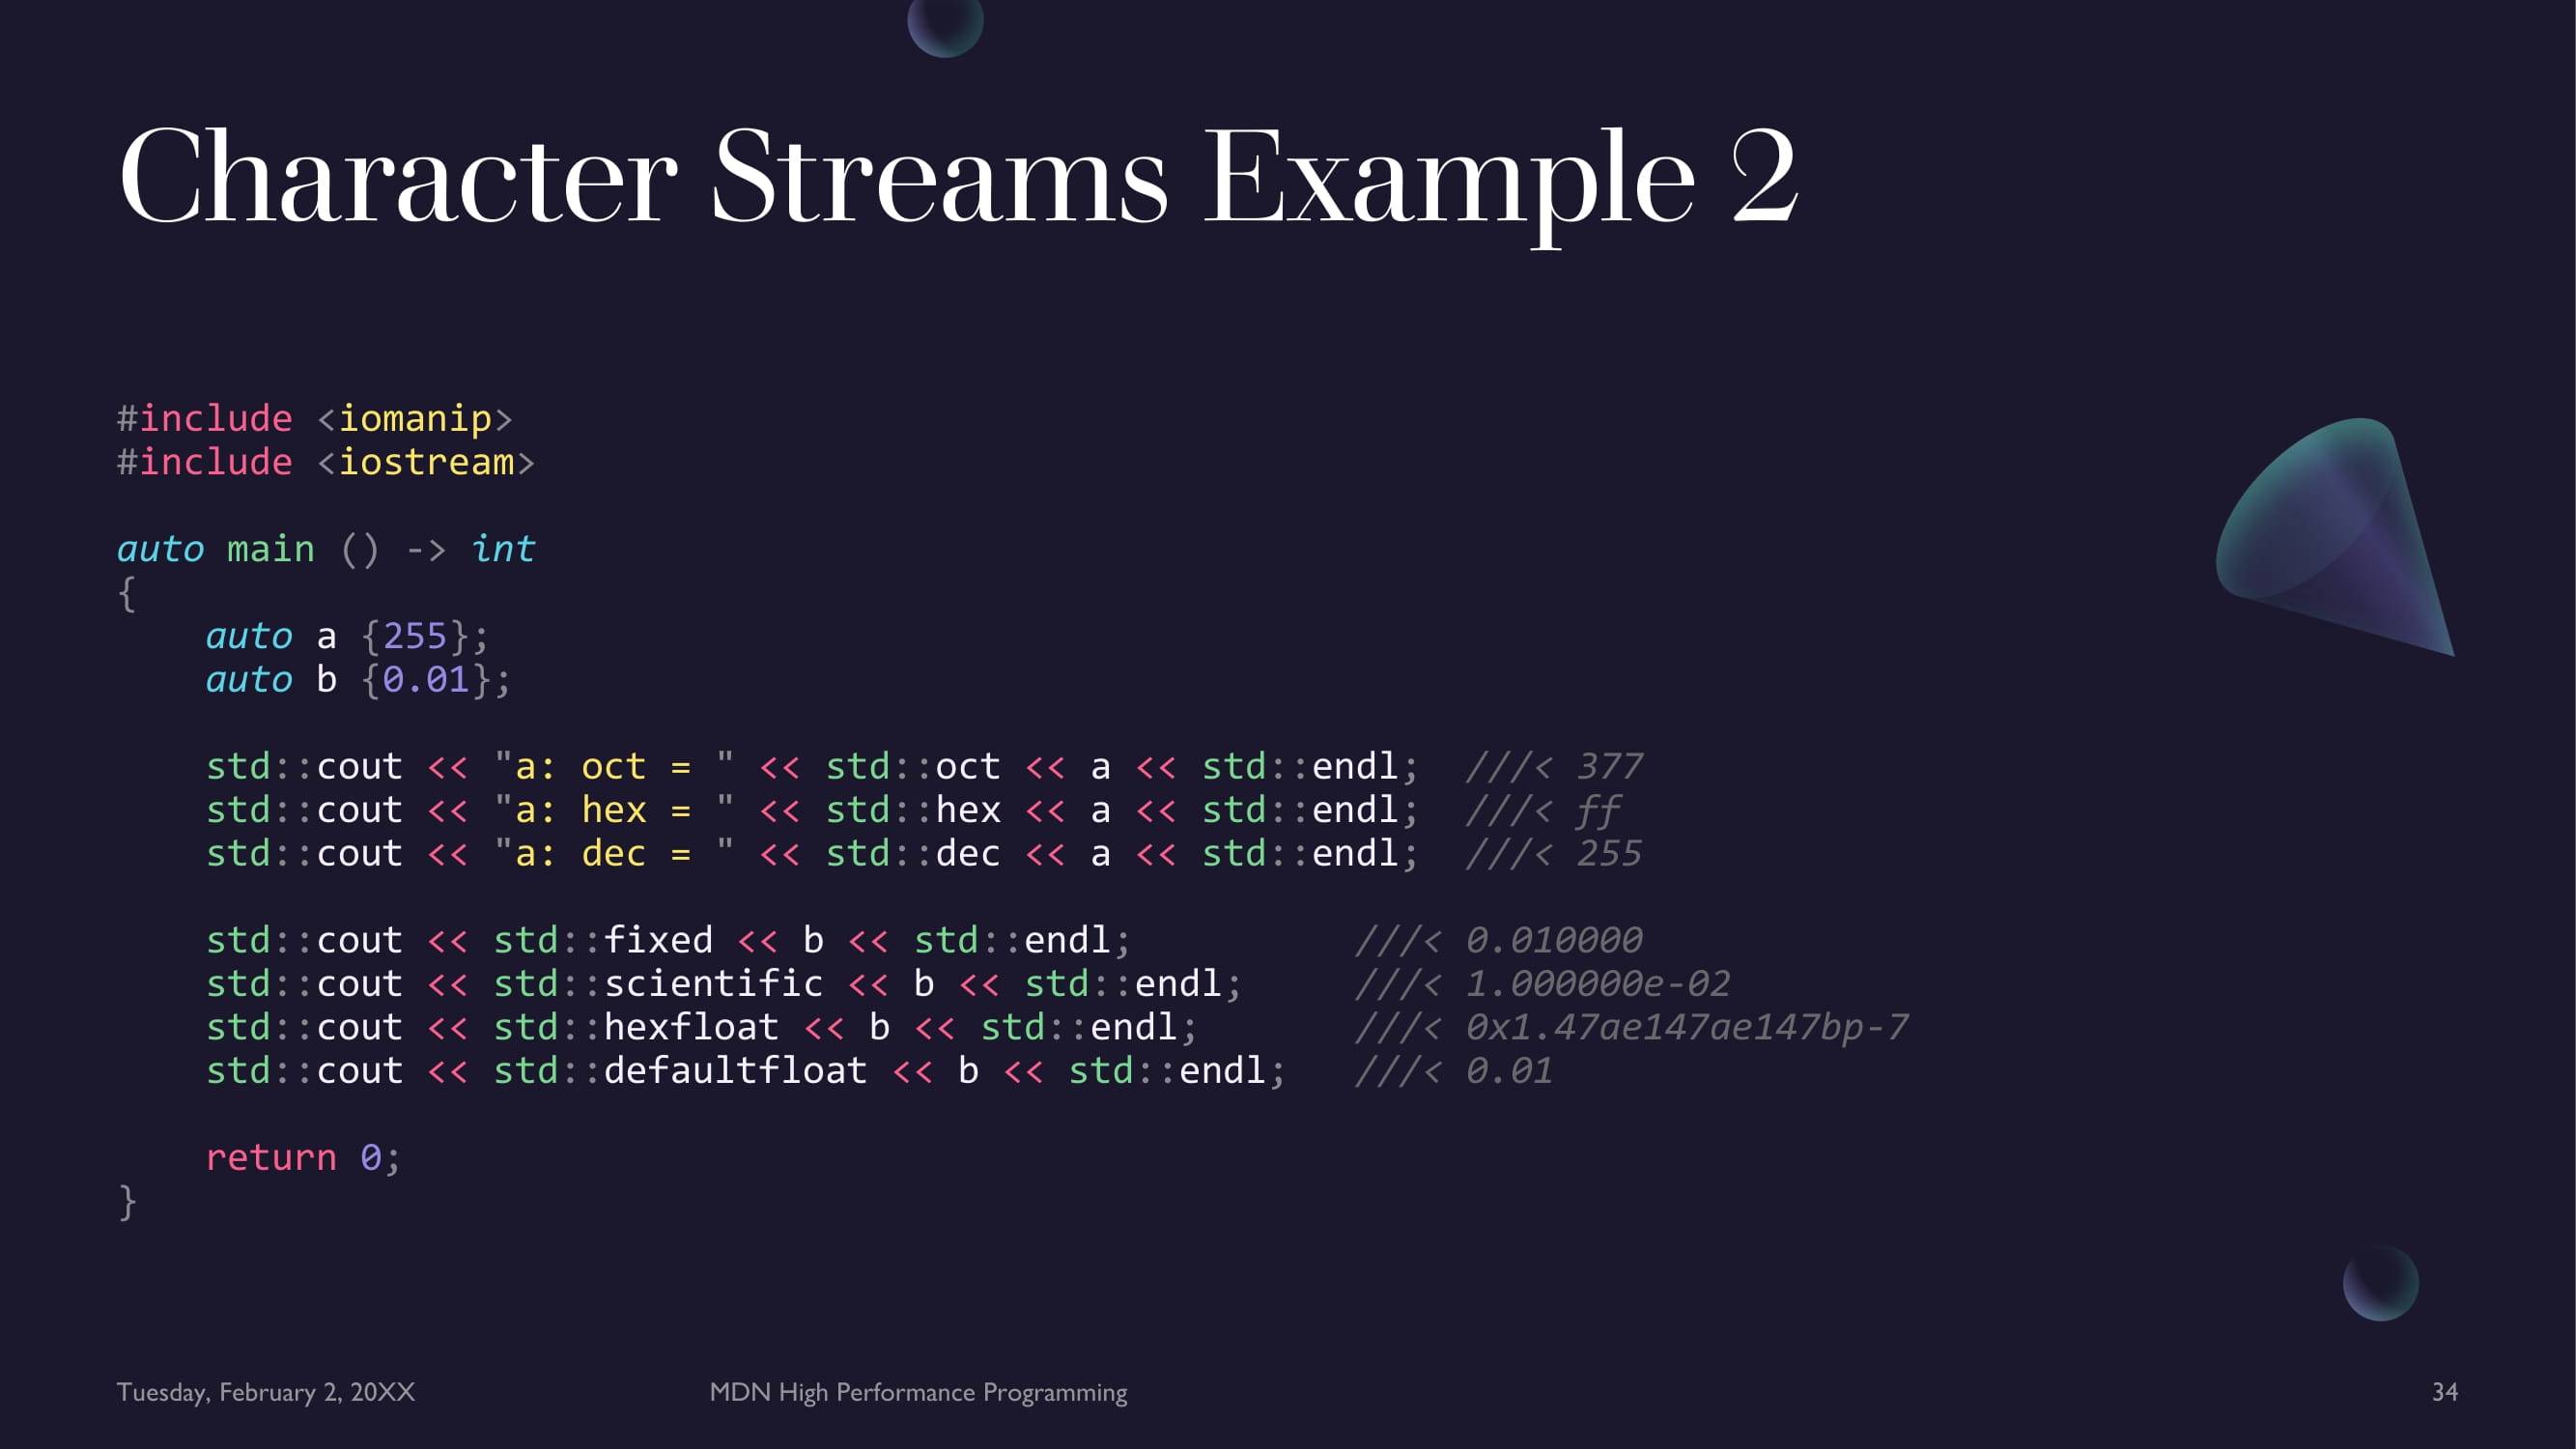 Character Streams Example 2
#include <iomanip>
#include <iostream>
auto main () -> int
{
    auto a {255};
    auto b {0.01};
    std::cout << "a: oct = " << std::oct << a << std::endl;  ///< 377
    std::cout << "a: hex = " << std::hex << a << std::endl;  ///< ff
    std::cout << "a: dec = " << std::dec << a << std::endl;  ///< 255
    std::cout << std::fixed << b << std::endl;          ///< 0.010000
    std::cout << std::scientific << b << std::endl;     ///< 1.000000e-02
    std::cout << std::hexfloat << b << std::endl;       ///< 0x1.47ae147ae147bp-7
    std::cout << std::defaultfloat << b << std::endl;   ///< 0.01
    return 0;
}
Tuesday, February 2, 20XX
MDN High Performance Programming
34